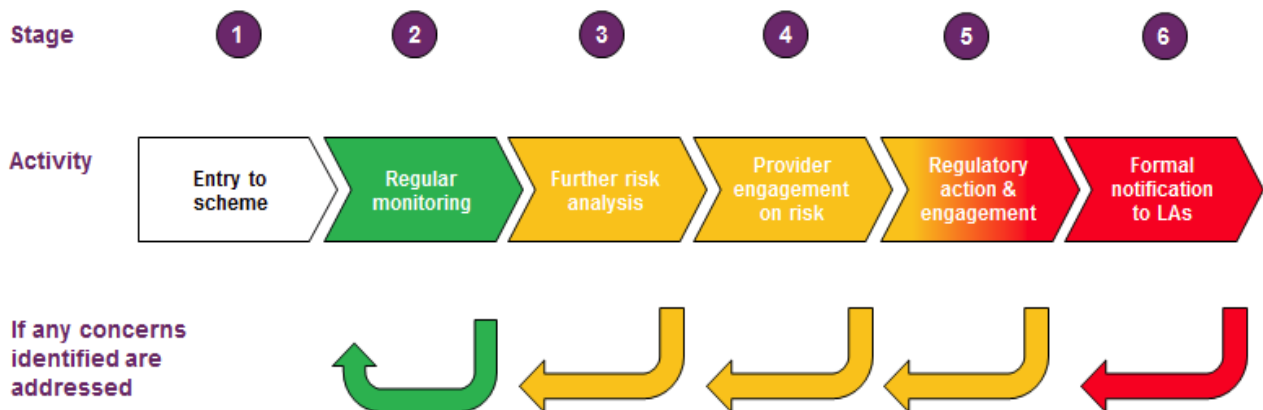 Stage
1
2
3
4
5
6
Activity
Entry to
scheme
Regular
monitoring
Further risk
analysis
Provider
engagement
on risk
Regulatory
action &
engagement
Formal
notification
to LAs
If any concerns
identified are
addressed